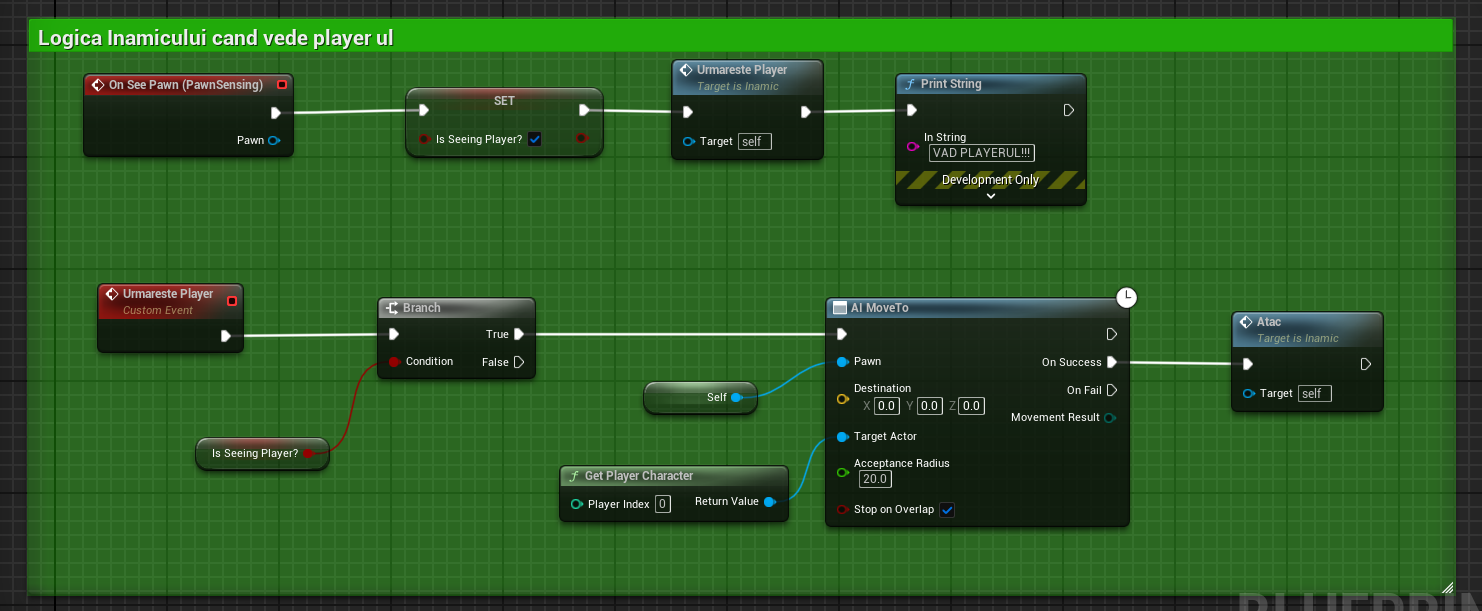 Logica Inamicului cand vede player ul
On See Pawn (PawnSensing)
Pawn
SET
Is Seeing Player?
Urmareste Player
Target is Inamic
Target self
Print String
In String
VAD PLAYERUL!!!
Development Only
Urmareste Player
Custom Event
Branch
True
Condition
False
Is Seeing Player?
Self
Get Player Character
Player Index 0
Return Value
AI MoveTo
Pawn
On Success
Destination
X 0.0 Y 0.0 Z 0.0
On Fail
Movement Result
Target Actor
Acceptance Radius
20.0
Stop on Overlap
Atac
Target is Inamic
Target self